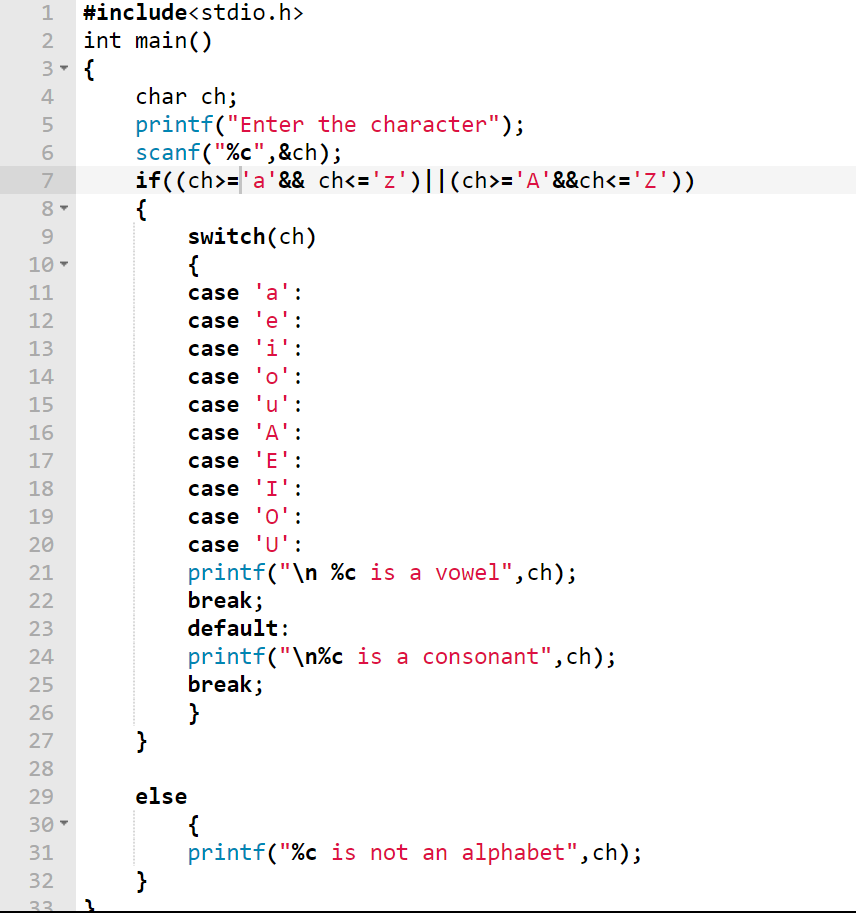 1 #include<stdio.h>
2 int main()
3 {
4     char ch;
5     printf("Enter the character");
6     scanf("%c",&ch);
7     if((ch>='a'&& ch<='z')||(ch>='A'&&ch<='Z'))
8     {
9         switch(ch)
10         {
11         case 'a':
12         case 'e':
13         case 'i':
14         case 'o':
15         case 'u':
16         case 'A':
17         case 'E':
18         case 'I':
19         case 'O':
20         case 'U':
21         printf("\n %c is a vowel",ch);
22         break;
23         default:
24         printf("\n%c is a consonant",ch);
25         break;
26         }
27     }
28
29     else
30         {
31         printf("%c is not an alphabet",ch);
32     }
33 }